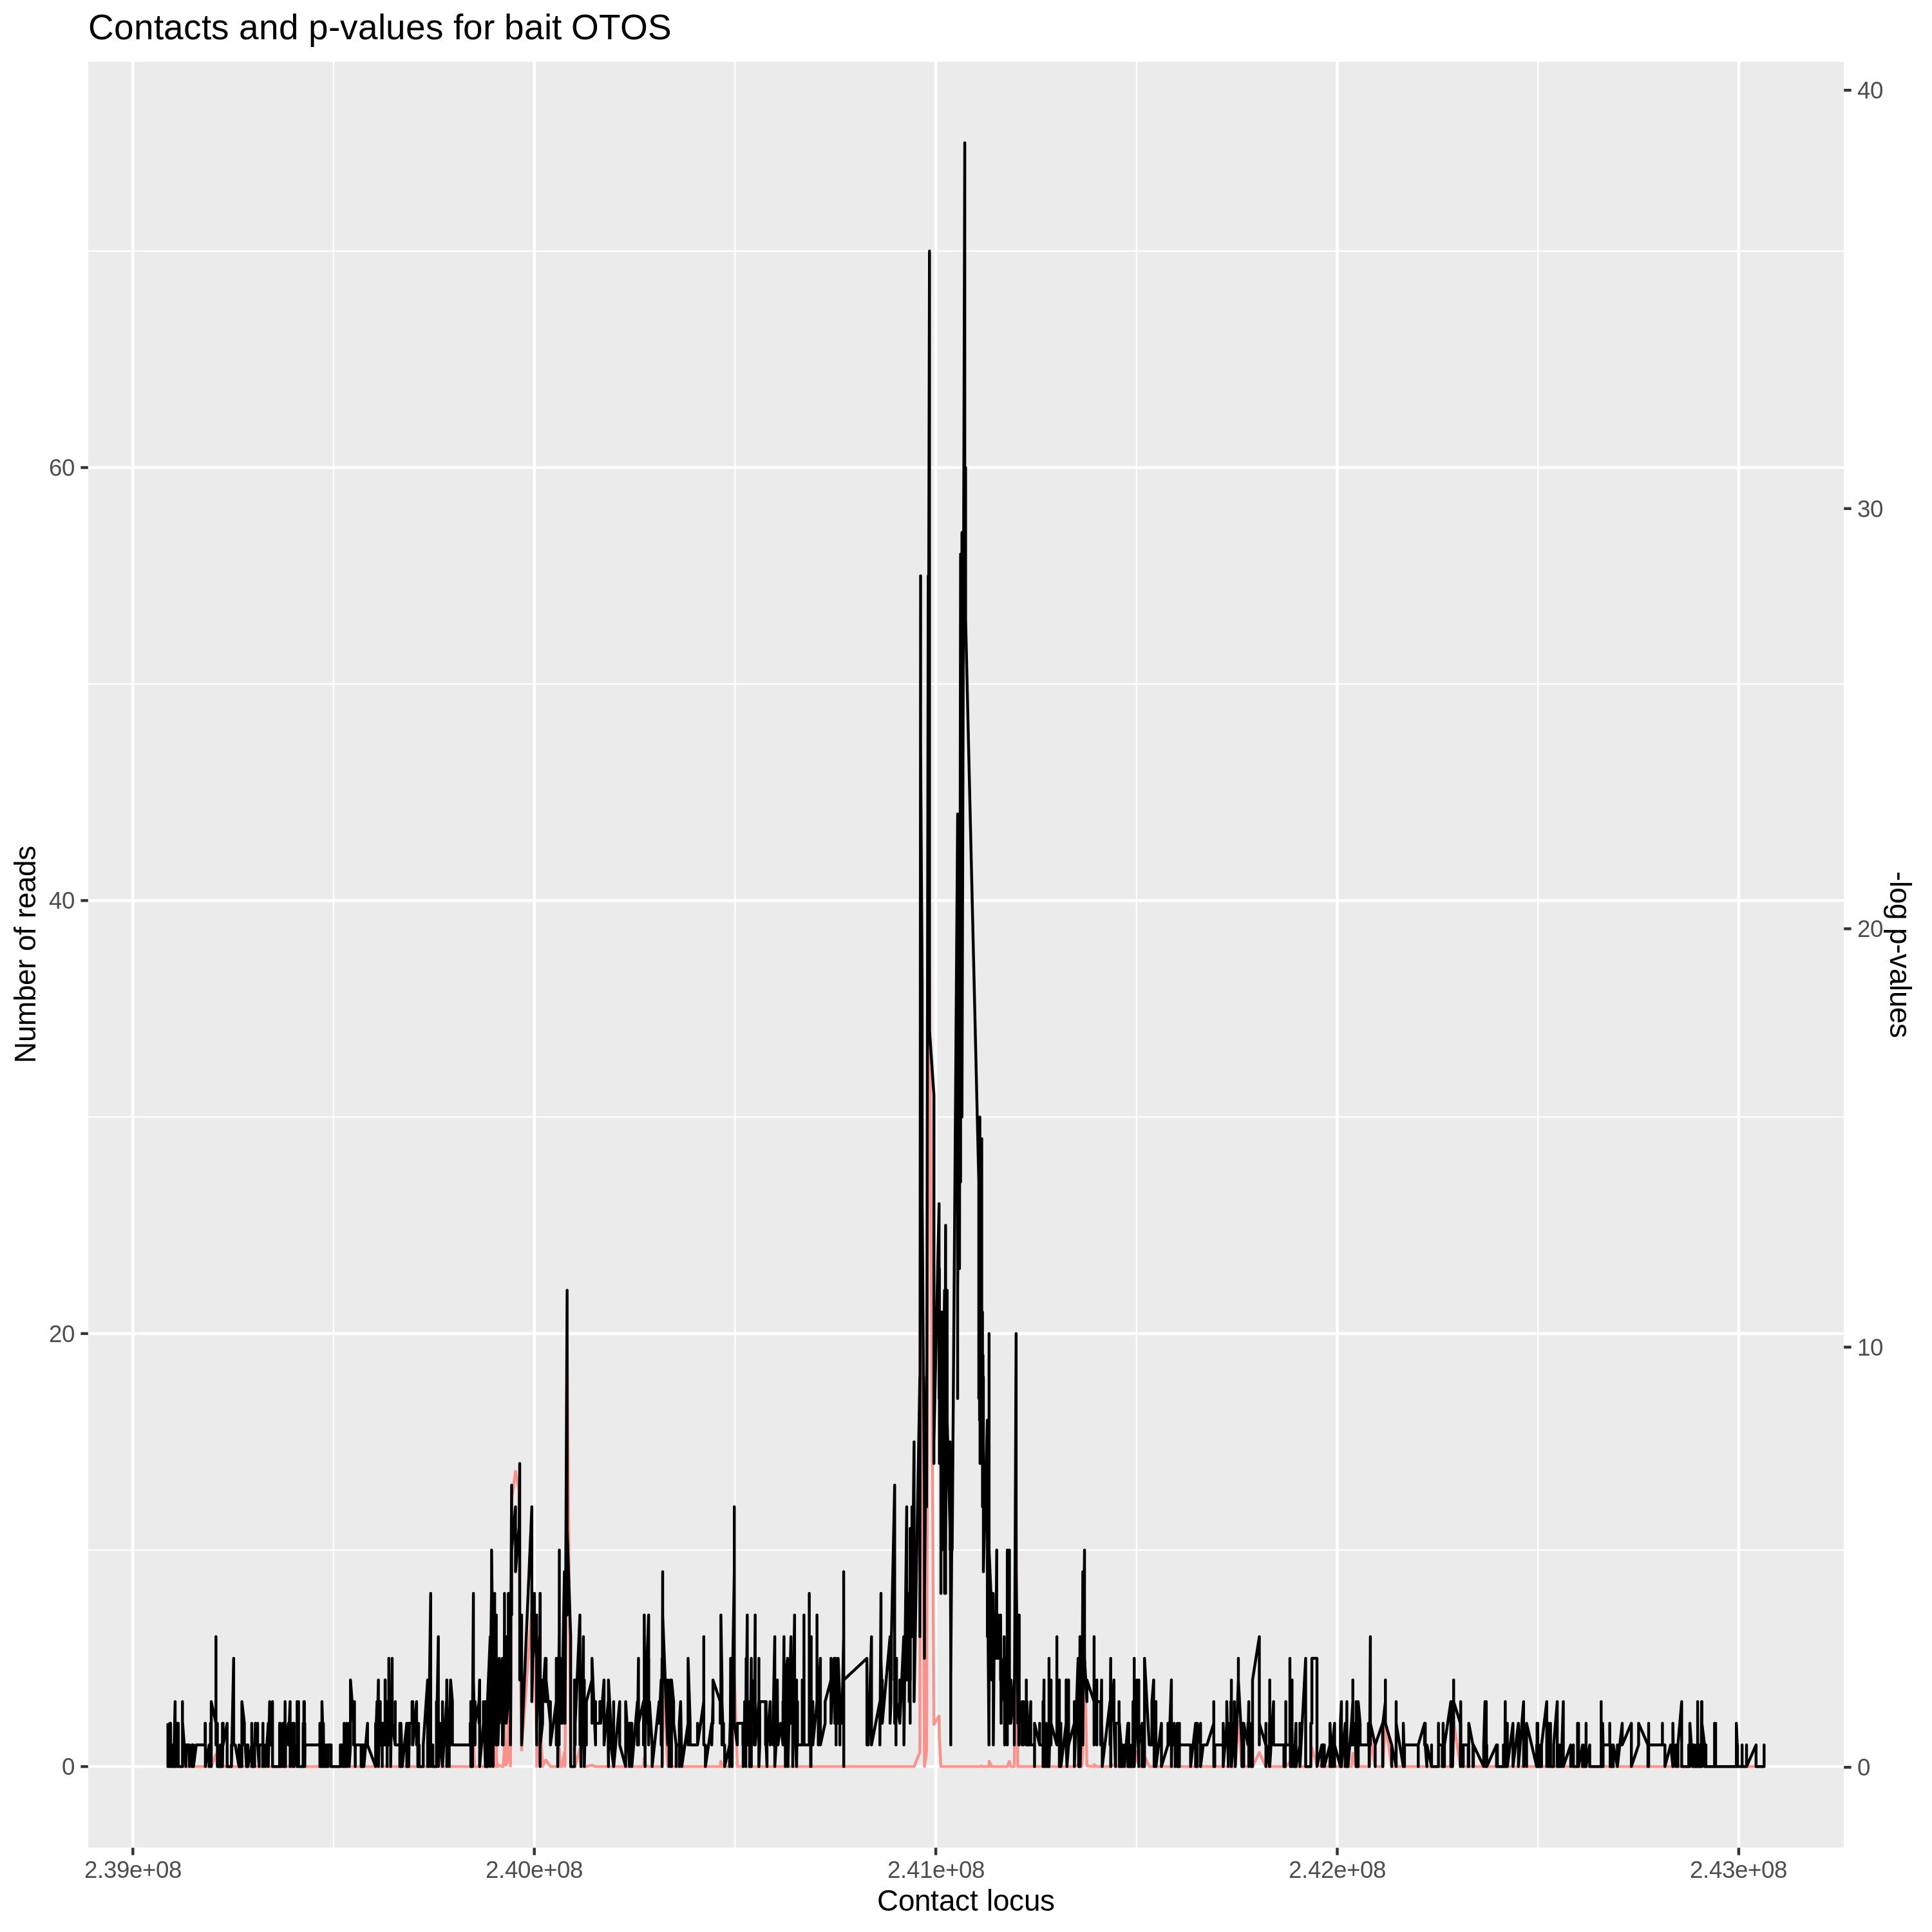 Contacts and p-values for bait OTOS
40
30
20
10
0
60
40
20
0
Number of reads
-log p-values
2.39e+08 2.40e+08 2.41e+08 2.42e+08 2.43e+08
Contact locus